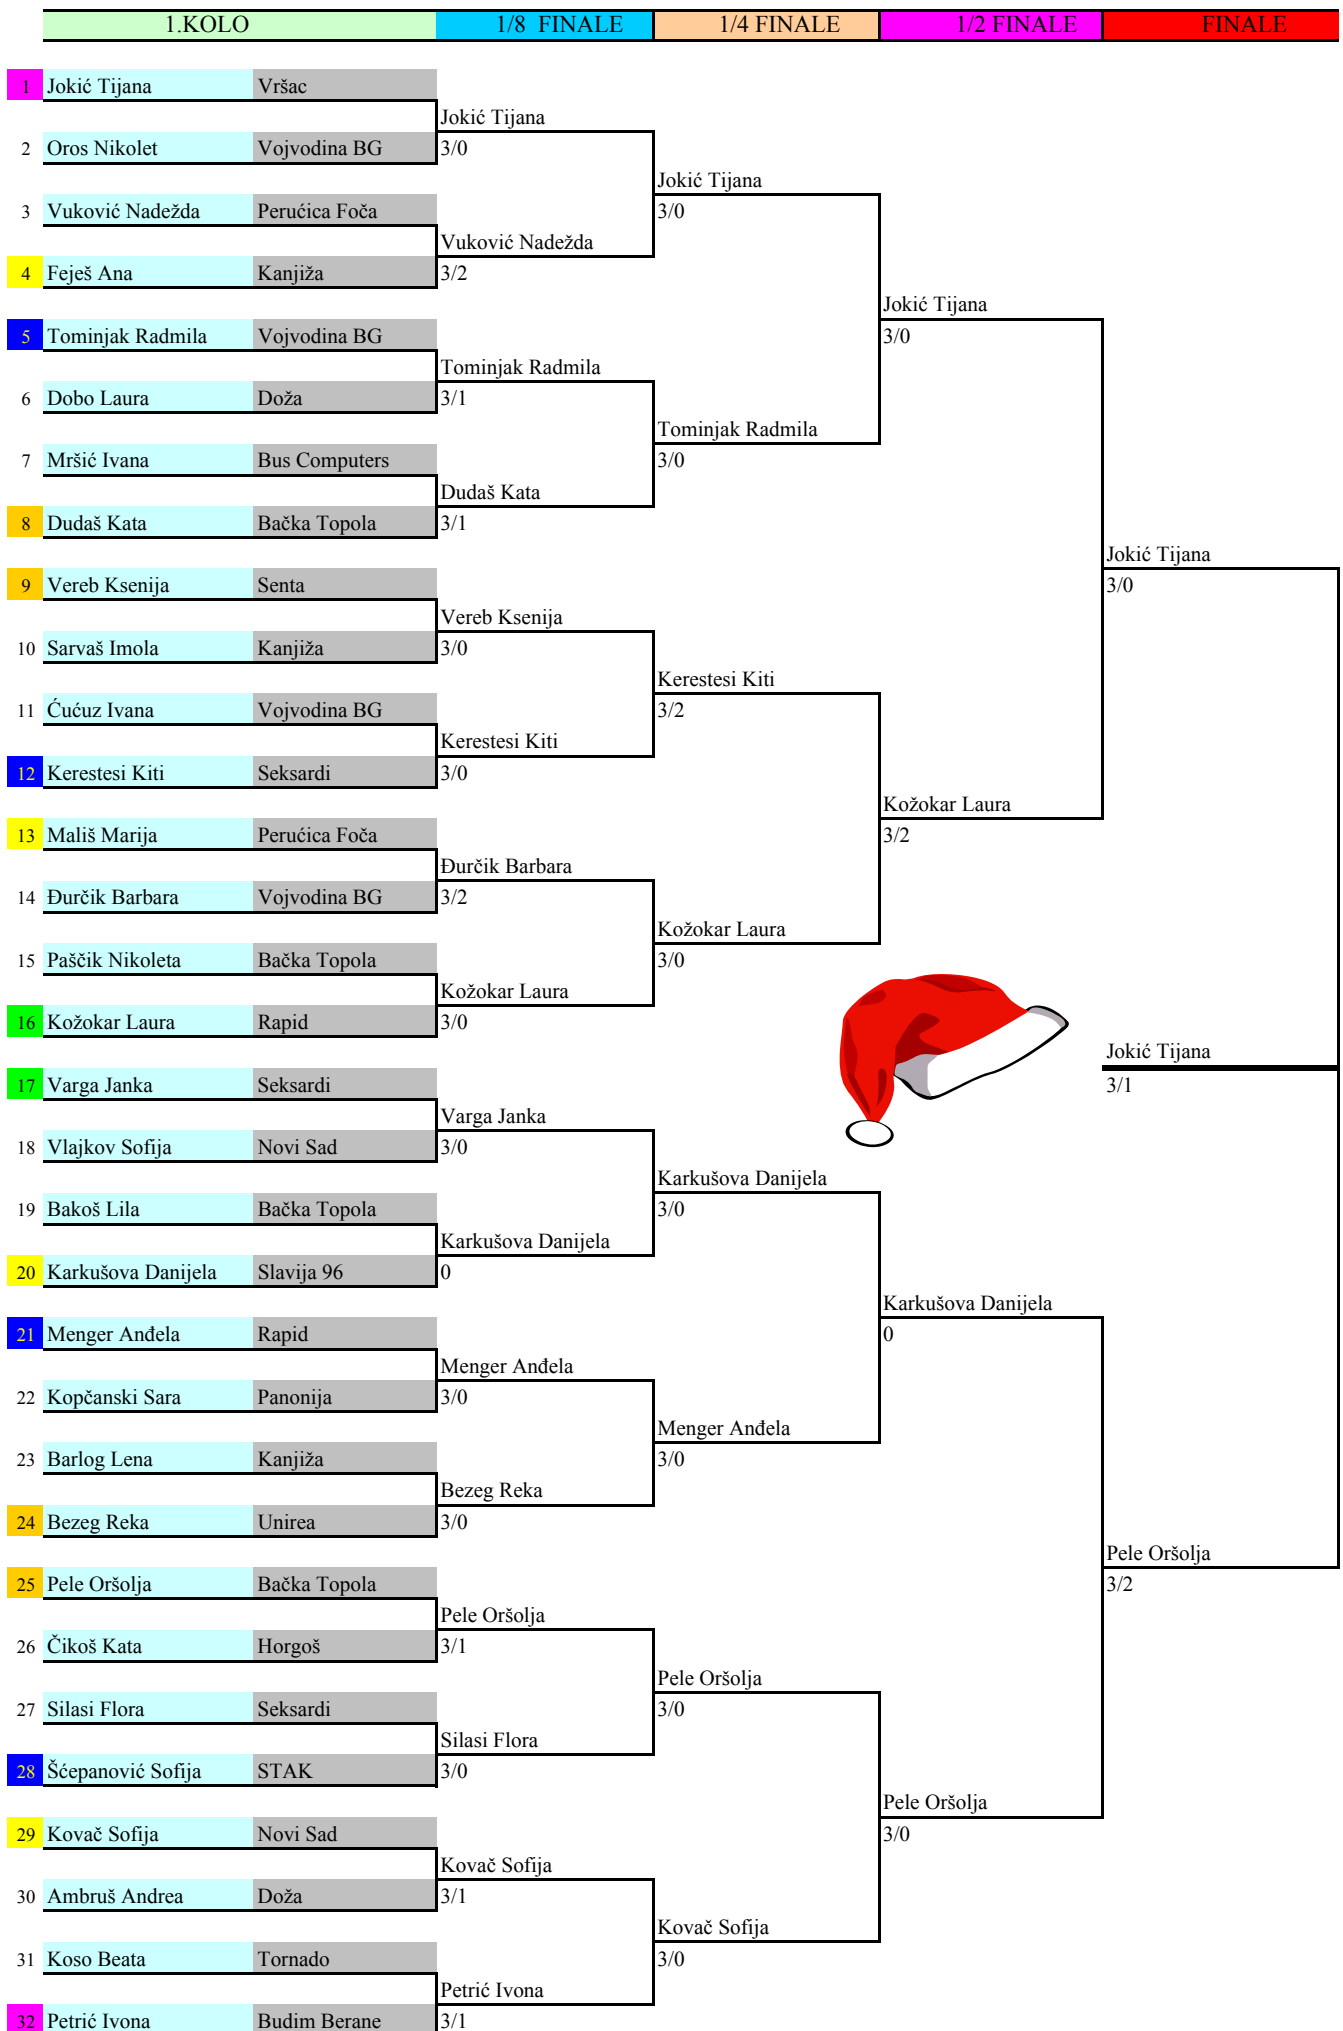 1.KOLO 1/8 FINALE 1/4 FINALE 1/2 FINALE FINALE
1 Jokić Tijana Vršac
Jokić Tijana
2 Oros Nikolet Vojvodina BG 3/0
Jokić Tijana
3 Vuković Nadežda Perućica Foča 3/0
Vuković Nadežda
4 Feješ Ana Kanjiža 3/2
Jokić Tijana
5 Tominjak Radmila Vojvodina BG 3/0
Tominjak Radmila
6 Dobo Laura Doža 3/1
Tominjak Radmila
7 Mršić Ivana Bus Computers 3/0
Dudaš Kata
8 Dudaš Kata Bačka Topola 3/1
Jokić Tijana
9 Vereb Ksenija Senta 3/0
Vereb Ksenija
10 Sarvaš Imola Kanjiža 3/0
Kerestesi Kiti
11 Ćućuz Ivana Vojvodina BG 3/2
Kerestesi Kiti
12 Kerestesi Kiti Seksardi 3/0
Kožokar Laura
13 Mališ Marija Perućica Foča 3/2
Đurčik Barbara
14 Đurčik Barbara Vojvodina BG 3/2
Kožokar Laura
15 Paščik Nikoleta Bačka Topola 3/0
Kožokar Laura
16 Kožokar Laura Rapid 3/0
Jokić Tijana
17 Varga Janka Seksardi 3/1
Varga Janka
18 Vlajkov Sofija Novi Sad 3/0
Karkušova Danijela
19 Bakoš Lila Bačka Topola 3/0
Karkušova Danijela
20 Karkušova Danijela Slavija 96 0
Karkušova Danijela
21 Menger Anđela Rapid 0
Menger Anđela
22 Kopčanski Sara Panonija 3/0
Menger Anđela
23 Barlog Lena Kanjiža 3/0
Bezeg Reka
24 Bezeg Reka Unirea 3/0
Pele Oršolja
25 Pele Oršolja Bačka Topola 3/2
Pele Oršolja
26 Čikoš Kata Horgoš 3/1
Pele Oršolja
27 Silasi Flora Seksardi 3/0
Silasi Flora
28 Šćepanović Sofija STAK 3/0
Pele Oršolja
29 Kovač Sofija Novi Sad 3/0
Kovač Sofija
30 Ambruš Andrea Doža 3/1
Kovač Sofija
31 Koso Beata Tornado 3/0
Petrić Ivona
32 Petrić Ivona Budim Berane 3/1